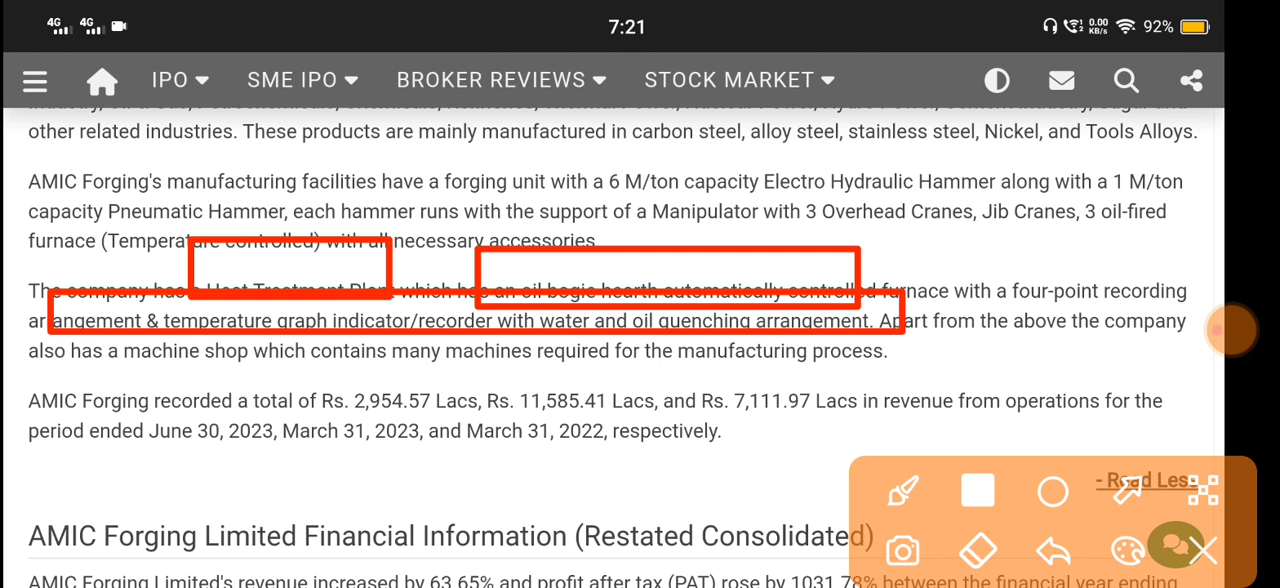 4G 4G 7:21 0.00 KB/s 92%
IPO SME IPO BROKER REVIEWS STOCK MARKET
other related industries. These products are mainly manufactured in carbon steel, alloy steel, stainless steel, Nickel, and Tools Alloys.
AMIC Forging's manufacturing facilities have a forging unit with a 6 M/ton capacity Electro Hydraulic Hammer along with a 1 M/ton
capacity Pneumatic Hammer, each hammer runs with the support of a Manipulator with 3 Overhead Cranes, Jib Cranes, 3 oil-fired
furnace (Temperature controlled) with all necessary accessories.
The company has a Heat Treatment Plant which has an oil bogie hearth automatically controlled furnace with a four-point recording
arrangement & temperature graph indicator/recorder with water and oil quenching arrangement. Apart from the above the company
also has a machine shop which contains many machines required for the manufacturing process.
AMIC Forging recorded a total of Rs. 2,954.57 Lacs, Rs. 11,585.41 Lacs, and Rs. 7,111.97 Lacs in revenue from operations for the
period ended June 30, 2023, March 31, 2023, and March 31, 2022, respectively.
- Read Less
AMIC Forging Limited Financial Information (Restated Consolidated)
AMIC Forging Limited's revenue increased by 63.65% and profit after tax (PAT) rose by 1031.78% between the financial year ending